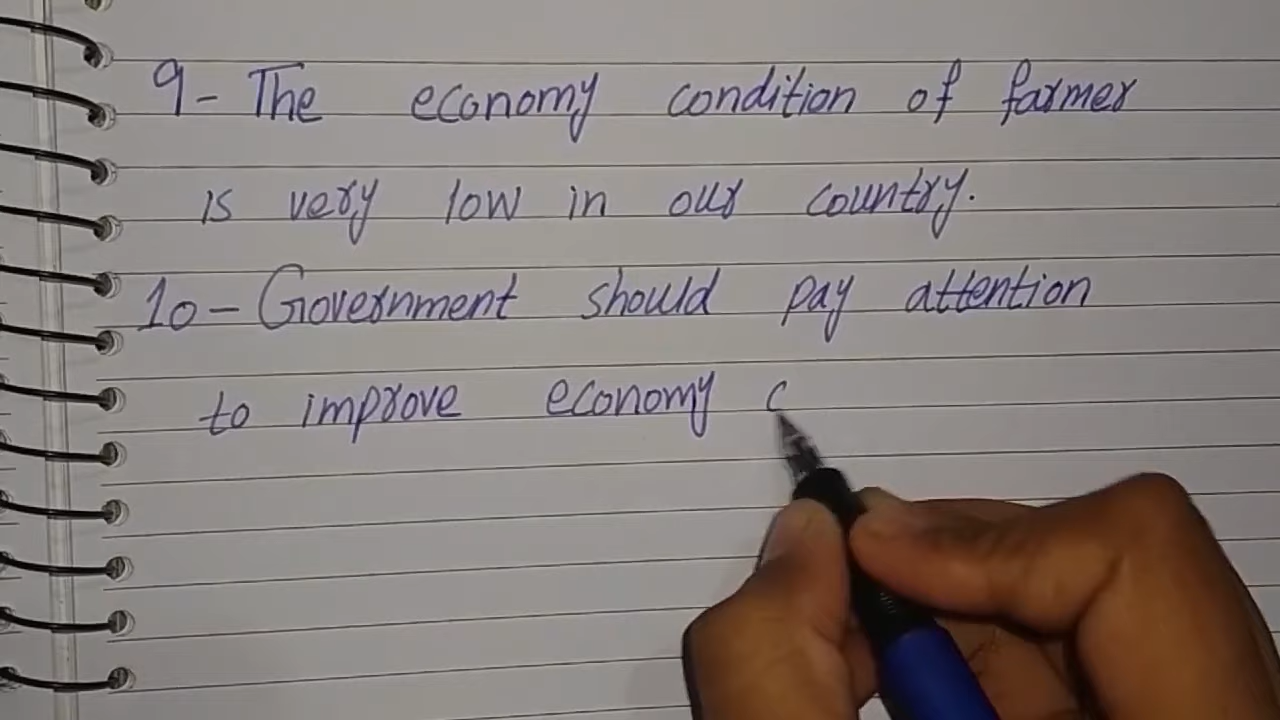 9- The economy condition of farmer
is very low in our country.
10- Government should pay attention
to improve economy c